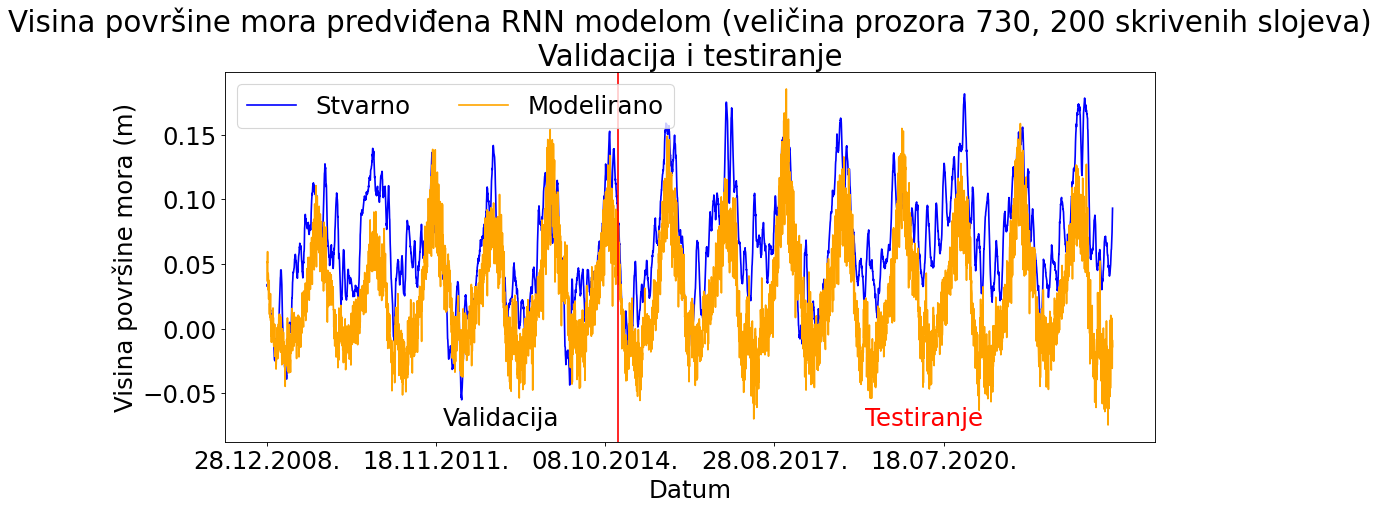 Visina površine mora predviđena RNN modelom (veličina prozora 730, 200 skrivenih slojeva)
Validacija i testiranje
Stvarno Modelirano
Visina površine mora (m)
0.15
0.10
0.05
0.00
−0.05
Validacija Testiranje
28.12.2008. 18.11.2011. 08.10.2014. 28.08.2017. 18.07.2020.
Datum